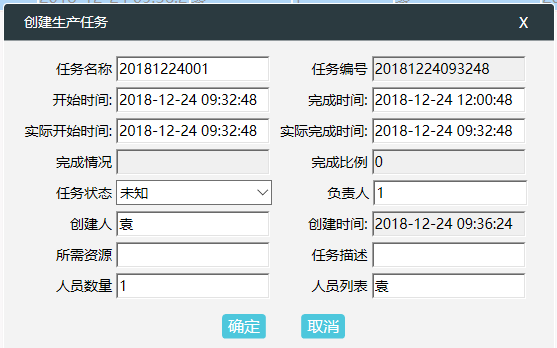 创建生产任务 X
任务名称 20181224001 任务编号 20181224093248
开始时间: 2018-12-24 09:32:48 完成时间: 2018-12-24 12:00:48
实际开始时间: 2018-12-24 09:32:48 实际完成时间: 2018-12-24 09:32:48
完成情况 完成比例 0
任务状态 未知 负责人 1
创建人 袁 创建时间: 2018-12-24 09:36:24
所需资源 任务描述
人员数量 1 人员列表 袁
确定 取消